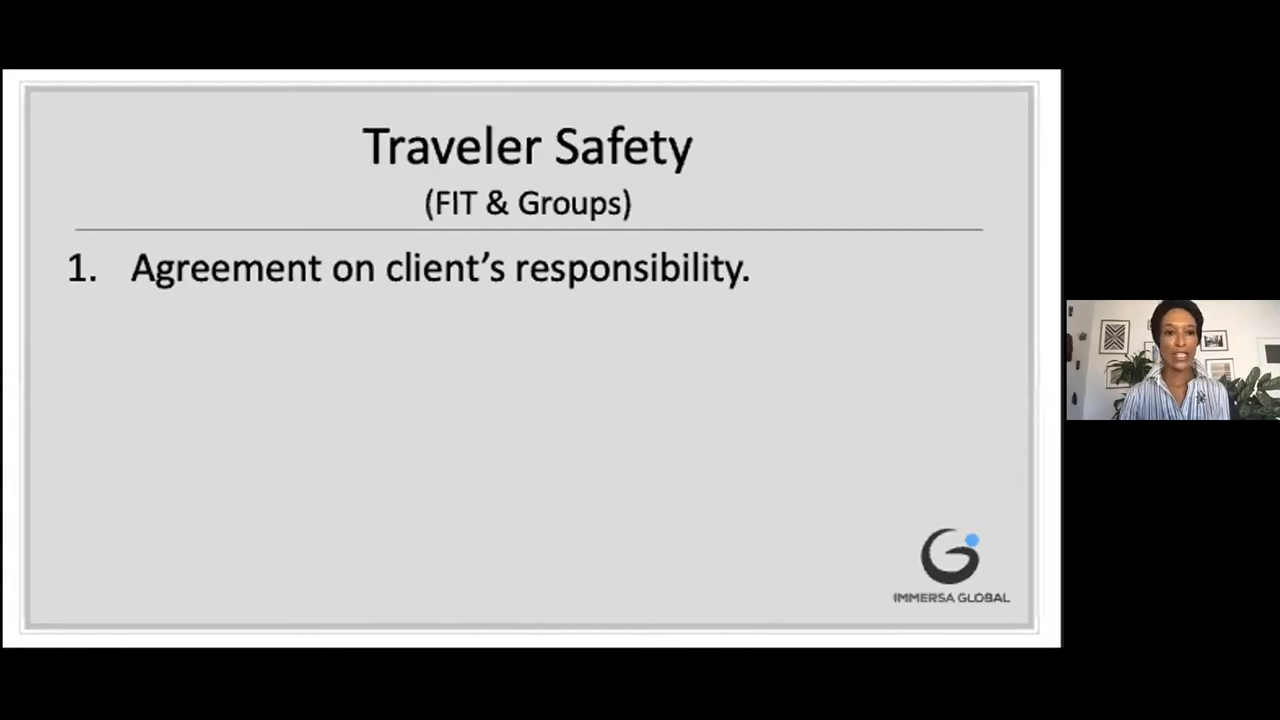 Traveler Safety
(FIT & Groups)
1. Agreement on client’s responsibility.
IMMERSA GLOBAL